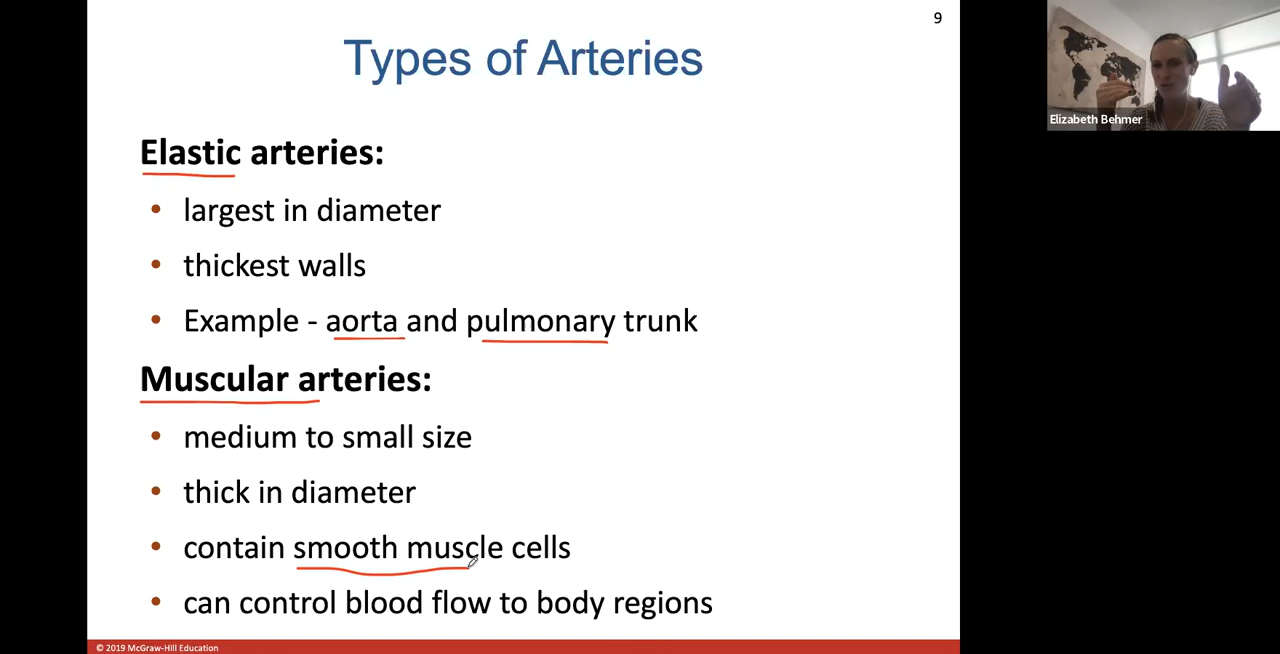 9
Types of Arteries
Elizabeth Behmer
Elastic arteries:
• largest in diameter
• thickest walls
• Example - aorta and pulmonary trunk
Muscular arteries:
• medium to small size
• thick in diameter
• contain smooth muscle cells
• can control blood flow to body regions
© 2019 McGraw-Hill Education